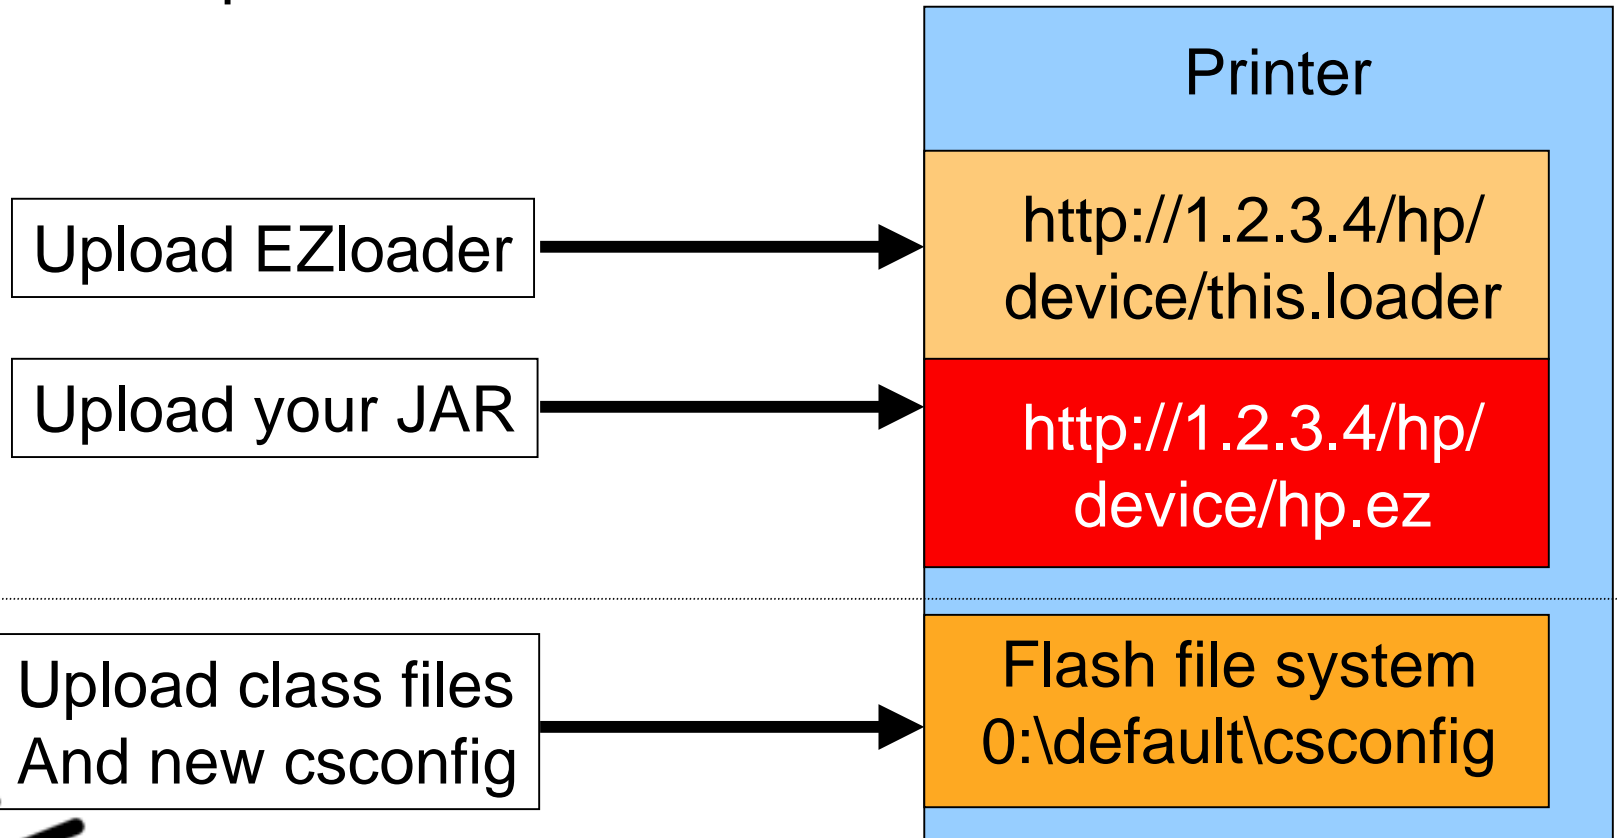 Printer
Upload EZloader
http://1.2.3.4/hp/
device/this.loader
Upload your JAR
http://1.2.3.4/hp/
device/hp.ez
Upload class files
And new csconfig
Flash file system
0:\default\csconfig